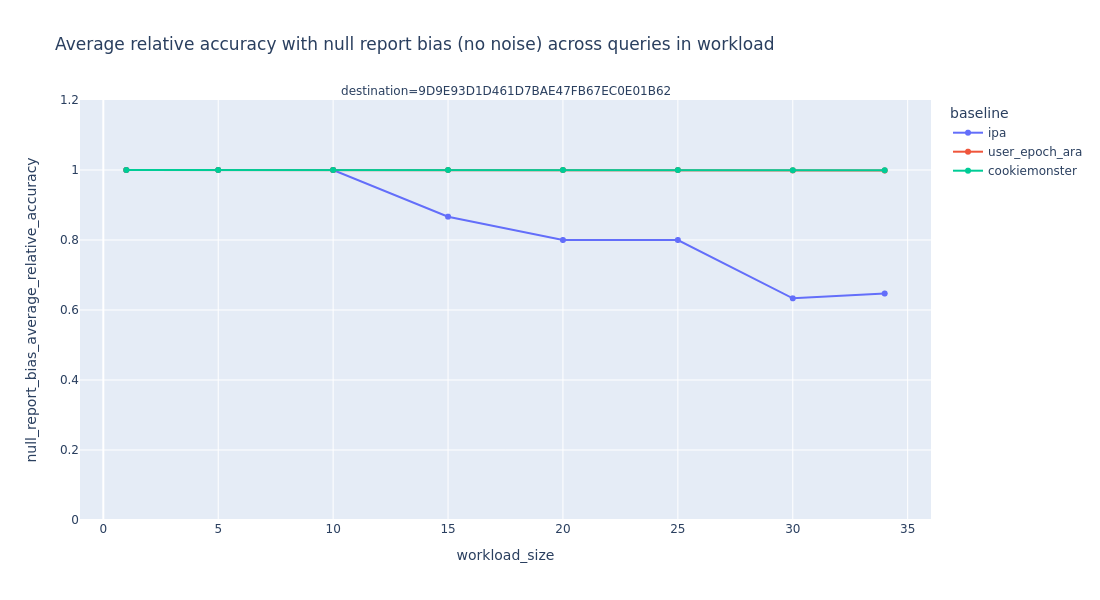 Average relative accuracy with null report bias (no noise) across queries in workload
destination=9D9E93D1D461D7BAE47FB67EC0E01B62
baseline
ipa
user_epoch_ara
cookiemonster
null_report_bias_average_relative_accuracy
1.2
1
0.8
0.6
0.4
0.2
0
0 5 10 15 20 25 30 35
workload_size